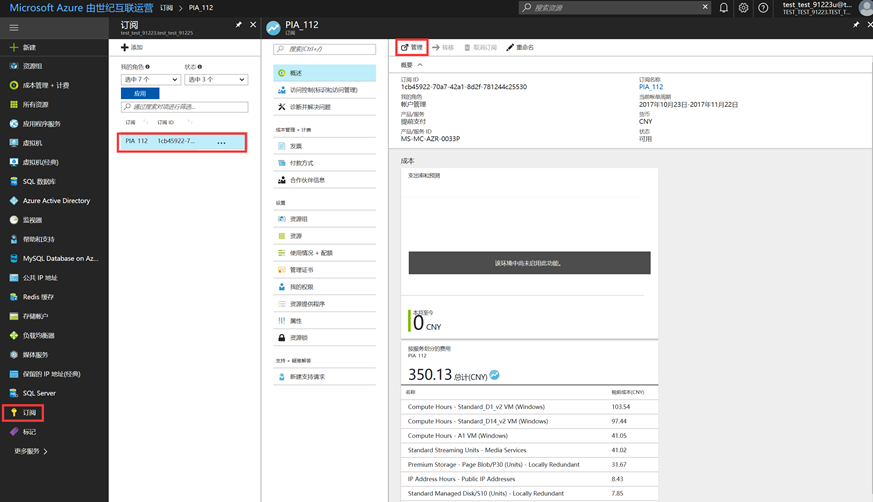 Microsoft Azure 由世纪互联运营 订阅 > PIA_112
搜索资源
test_test_91223u@t...
TEST_TEST_91223.TEST_T...
新建
资源组
成本管理 + 计费
所有资源
应用程序服务
虚拟机
虚拟机(经典)
SQL 数据库
Azure Active Directory
监视器
帮助和支持
MySQL Database on Az...
公共 IP 地址
Redis 缓存
存储帐户
负载均衡器
媒体服务
保留的 IP 地址(经典)
SQL Server
订阅
标记
更多服务 >
订阅
test_test_91223.test_test_91225
添加
我的角色 状态
选中 7 个 选中 3 个
应用
通过搜索对项进行筛选...
订阅 订阅 ID
PIA_112 1cb45922-7... ...
PIA_112
订阅
搜索(Ctrl+/)
概述
访问控制(标识和访问管理)
诊断并解决问题
成本管理 + 计费
发票
付款方式
合作伙伴信息
设置
资源组
资源
使用情况 + 配额
管理证书
我的权限
资源提供程序
属性
资源锁
支持 + 疑难解答
新建支持请求
管理 转移 取消订阅 重命名
概要
订阅 ID
1cb45922-70a7-42a1-8d2f-781244c25530
我的角色
帐户管理
产品/服务
提前支付
产品/服务 ID
MS-MC-AZR-0033P
订阅名称
PIA_112
当前帐单周期
2017年10月23日-2017年11月22日
货币
CNY
状态
可用
成本
支出率和预测
该环境中尚未启用此功能。
本日至今
0 CNY
按服务划分的费用
PIA_112
350.13 总计(CNY)
名称 税前成本(CNY)
Compute Hours - Standard_D1_v2 VM (Windows) 103.54
Compute Hours - Standard_D14_v2 VM (Windows) 97.44
Compute Hours - A1 VM (Windows) 41.05
Standard Streaming Units - Media Services 41.02
Premium Storage - Page Blob/P30 (Units) - Locally Redundant 31.67
IP Address Hours - Public IP Addresses 8.43
Standard Managed Disk/S10 (Units) - Locally Redundant 7.85